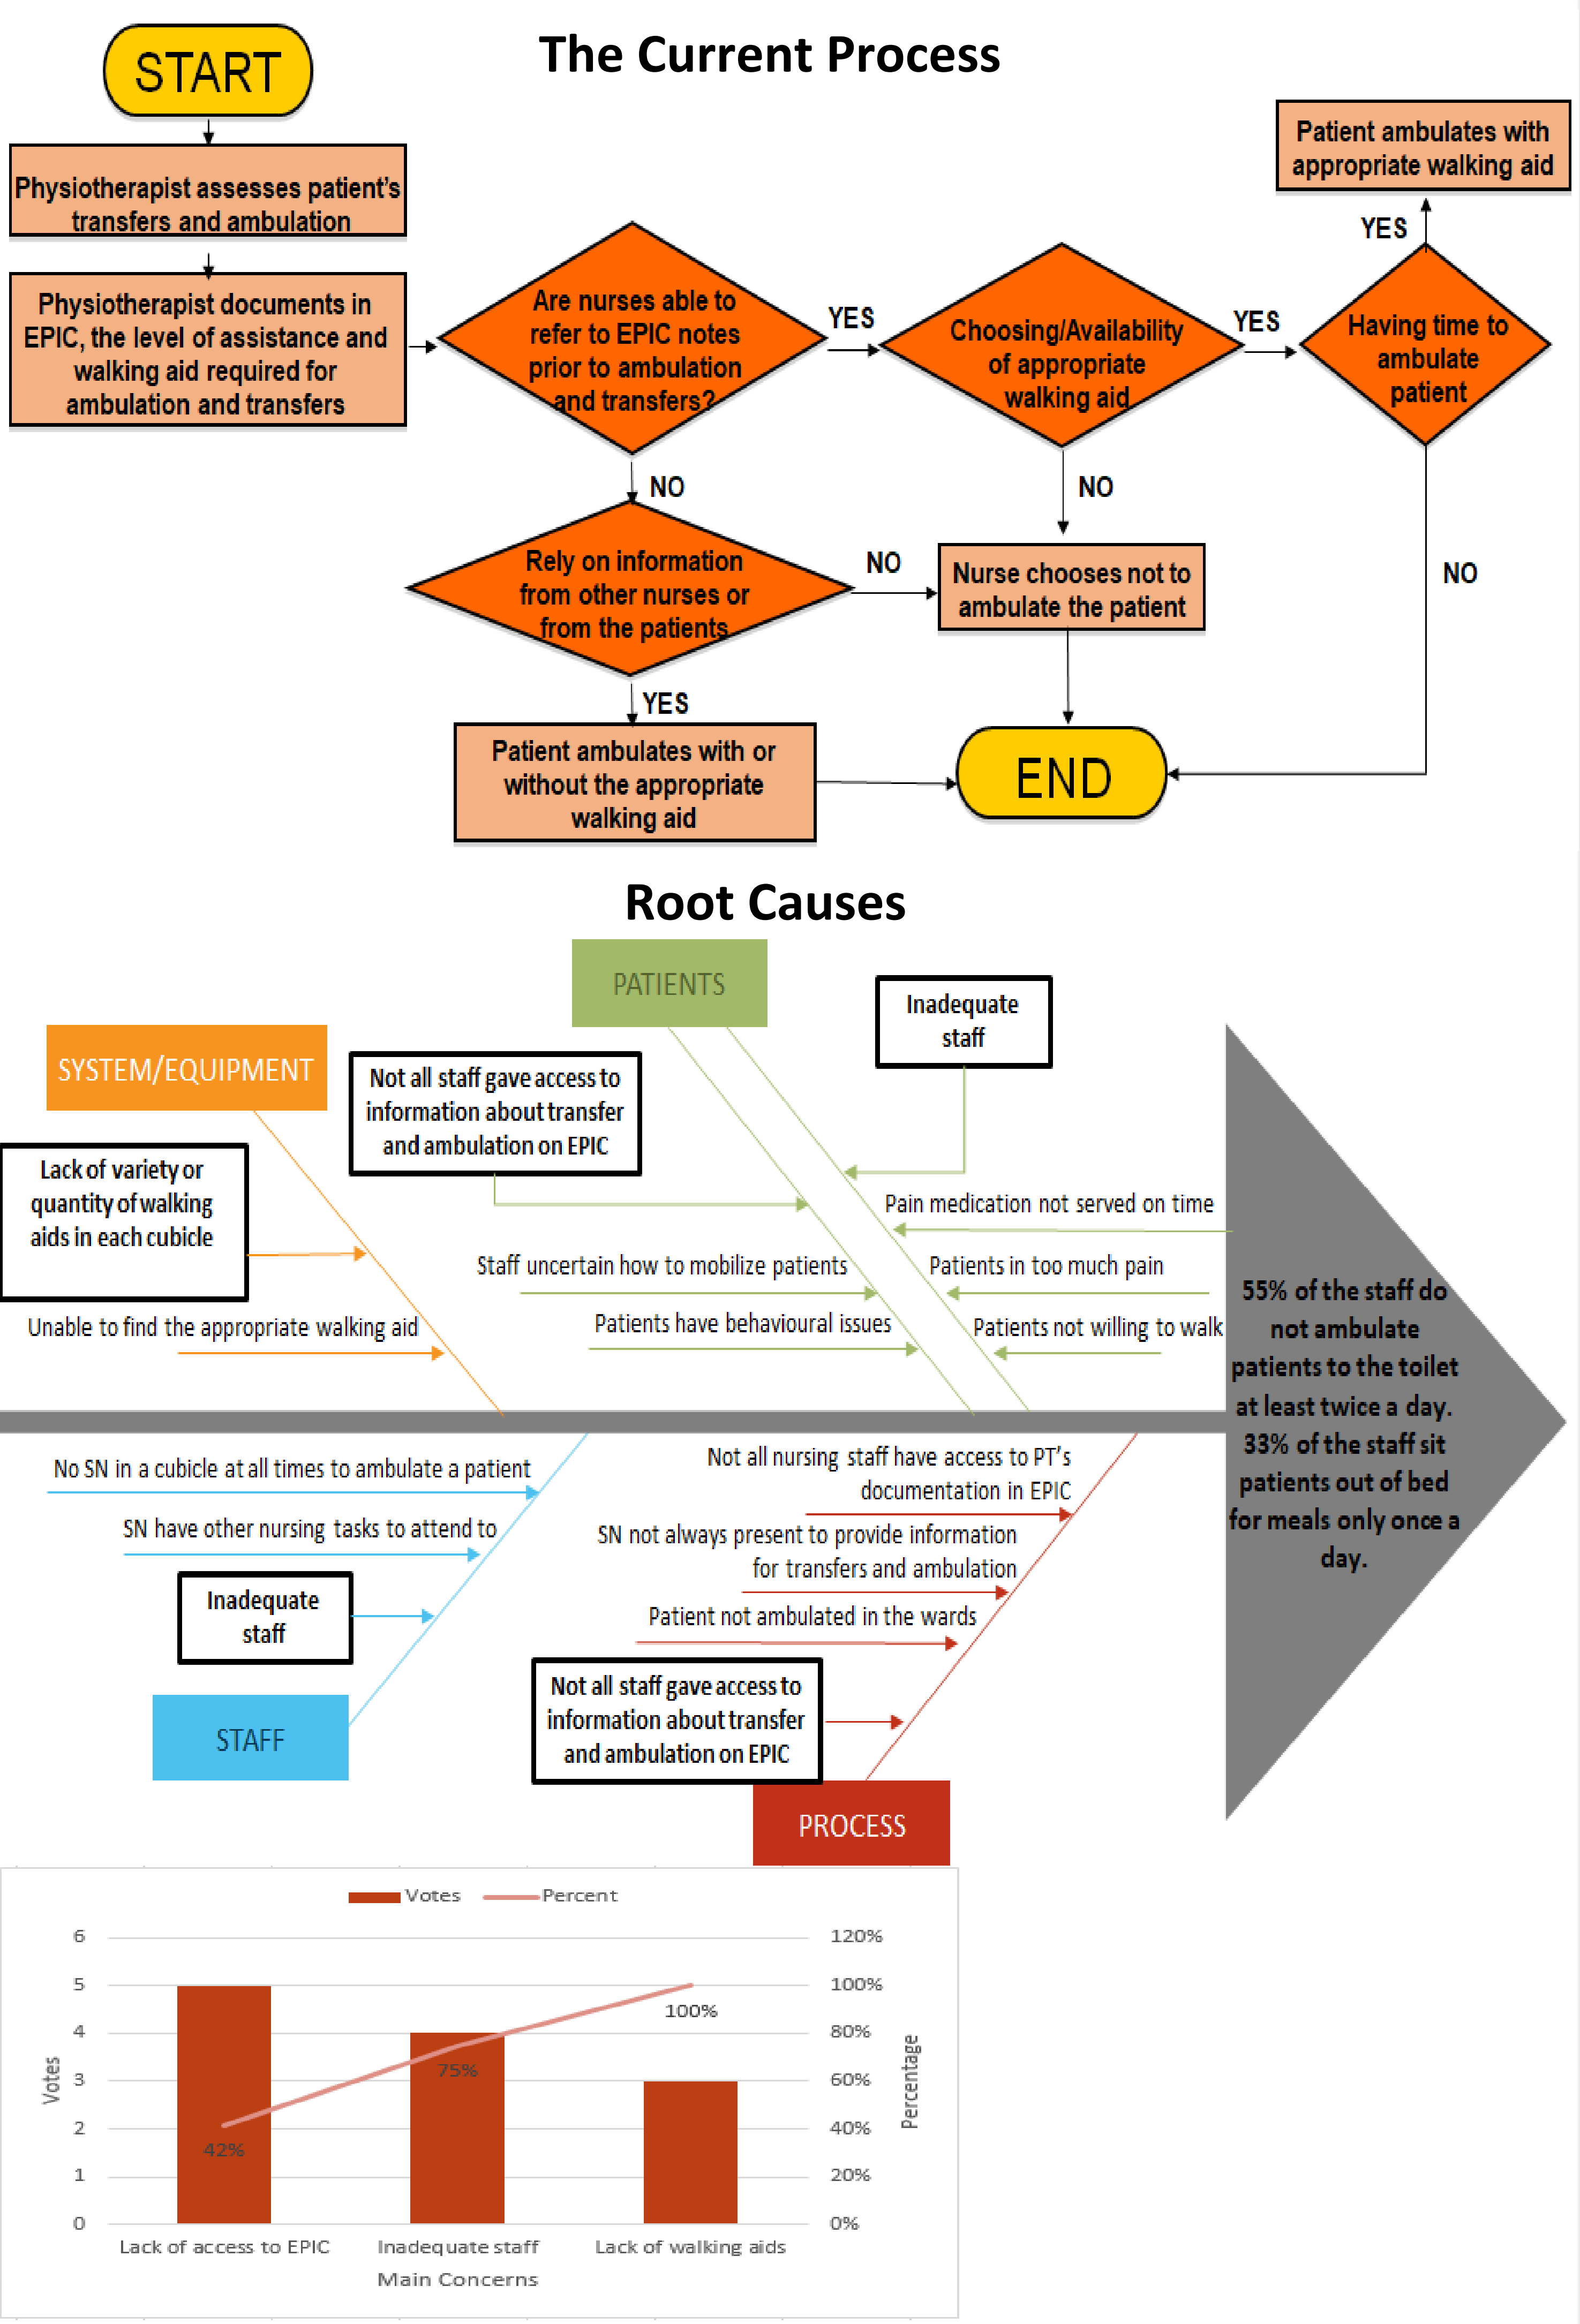 The Current Process
START
Physiotherapist assesses patient's
transfers and ambulation
Physiotherapist documents in
EPIC, the level of assistance and
walking aid required for
ambulation and transfers
Are nurses able to
refer to EPIC notes
prior to ambulation
and transfers?
YES
Choosing/Availability
of appropriate
walking aid
YES
Having time to
ambulate
patient
YES
Patient ambulates with
appropriate walking aid
NO
NO
NO
Rely on information
from other nurses or
from the patients
NO
Nurse chooses not to
ambulate the patient
YES
Patient ambulates with or
without the appropriate
walking aid
END
Root Causes
PATIENTS
Inadequate
staff
SYSTEM/EQUIPMENT
Not all staff gave access to
information about transfer
and ambulation on EPIC
Lack of variety or
quantity of walking
aids in each cubicle
Pain medication not served on time
Staff uncertain how to mobilize patients
Patients in too much pain
Unable to find the appropriate walking aid
Patients have behavioural issues
Patients not willing to walk
55% of the staff do
not ambulate
patients to the toilet
at least twice a day.
33% of the staff sit
patients out of bed
for meals only once a
day.
No SN in a cubicle at all times to ambulate a patient
SN have other nursing tasks to attend to
Inadequate
staff
STAFF
Not all nursing staff have access to PT's
documentation in EPIC
SN not always present to provide information
for transfers and ambulation
Patient not ambulated in the wards
Not all staff gave access to
information about transfer
and ambulation on EPIC
PROCESS
Votes Percent
6
5
4
3
2
1
0
Votes
120%
100%
80%
60%
40%
20%
0%
Percentage
42%
75%
100%
Lack of access to EPIC
Inadequate staff
Lack of walking aids
Main Concerns